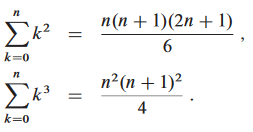 ∑_{k=0}^{n} k² = n(n + 1)(2n + 1) / 6 ,
∑_{k=0}^{n} k³ = n²(n + 1)² / 4 .